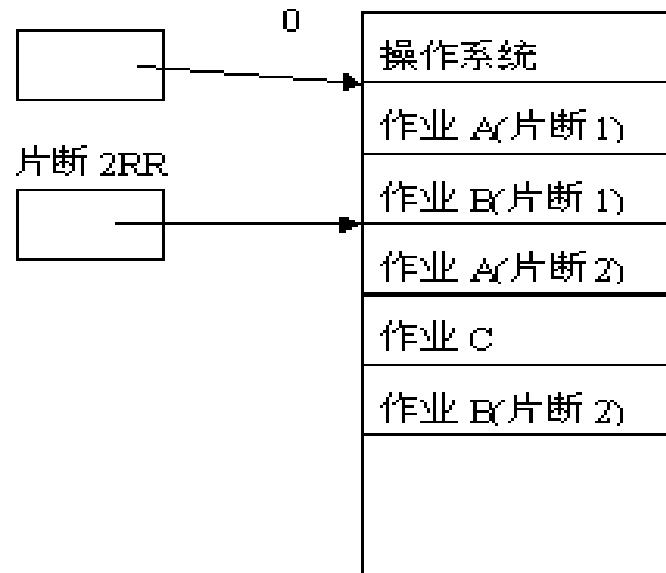 0
操作系统
作业 A(片断1)
片断 2RR
作业 B(片断1)
作业 A(片断2)
作业 C
作业 B(片断2)